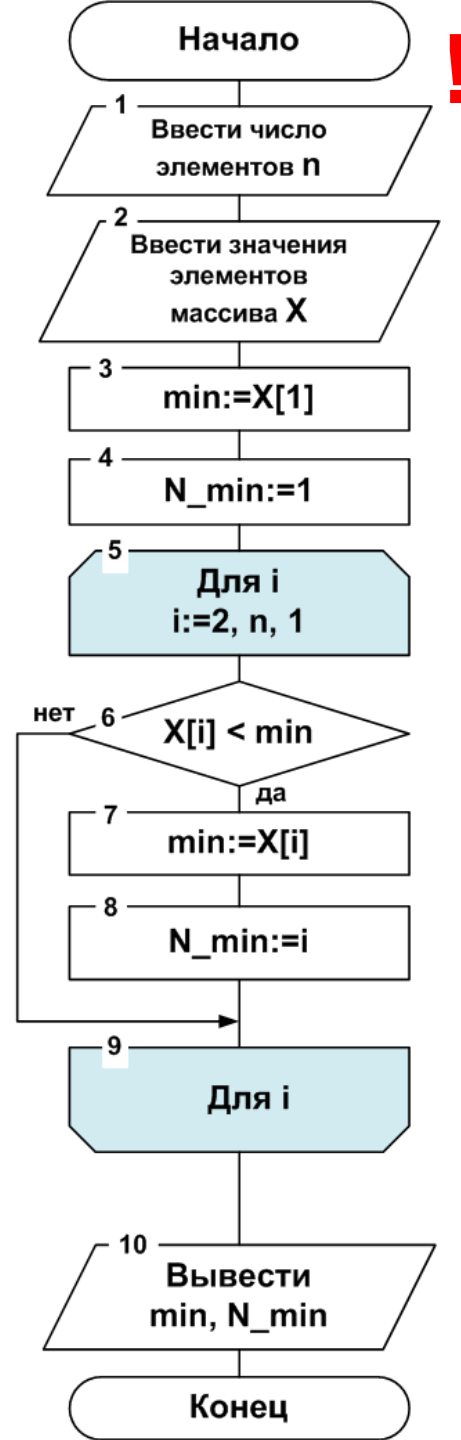 Начало
!
1
Ввести число
элементов n
2
Ввести значения
элементов
массива X
3
min:=X[1]
4
N_min:=1
5
Для i
i:=2, n, 1
нет
6
X[i] < min
да
7
min:=X[i]
8
N_min:=i
9
Для i
10
Вывести
min, N_min
Конец